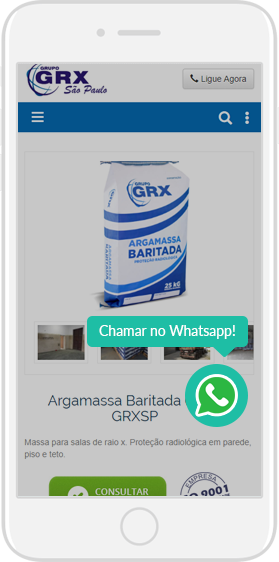 GRUPO
GRX
São Paulo
Ligue Agora
GRUPO
GRX
ARGAMASSA
BARITADA
PROTEÇÃO RADIOLÓGICA
25 KG
Chamar no Whatsapp!
Argamassa Baritada
GRXSP
Massa para salas de raio x. Proteção radiológica em parede,
piso e teto.
CONSULTAR
EMPRESA
9001